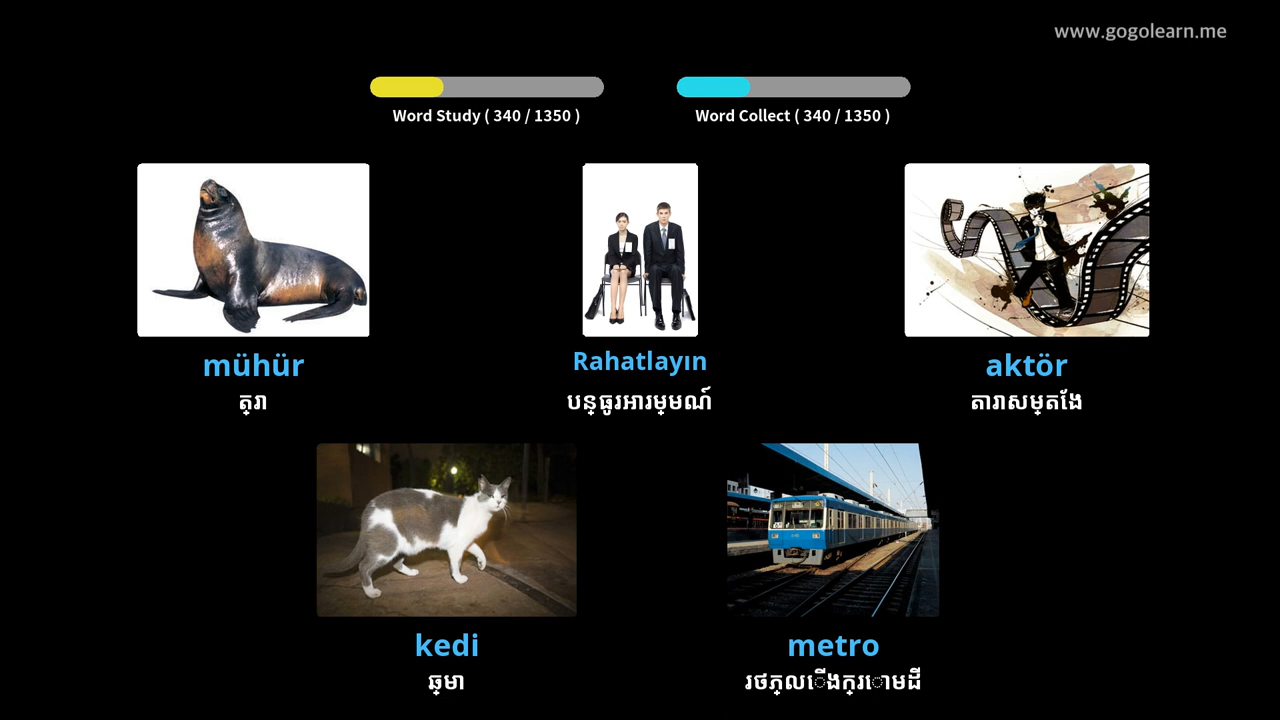 www.gogolearn.me
Word Study ( 340 / 1350 )
Word Collect ( 340 / 1350 )
mühür
ត្រា
Rahatlayın
បន្ធូរអារម្មណ៍
aktör
តារាសម្តែង
kedi
ឆ្មា
metro
រថភ្លើងក្រោមដី